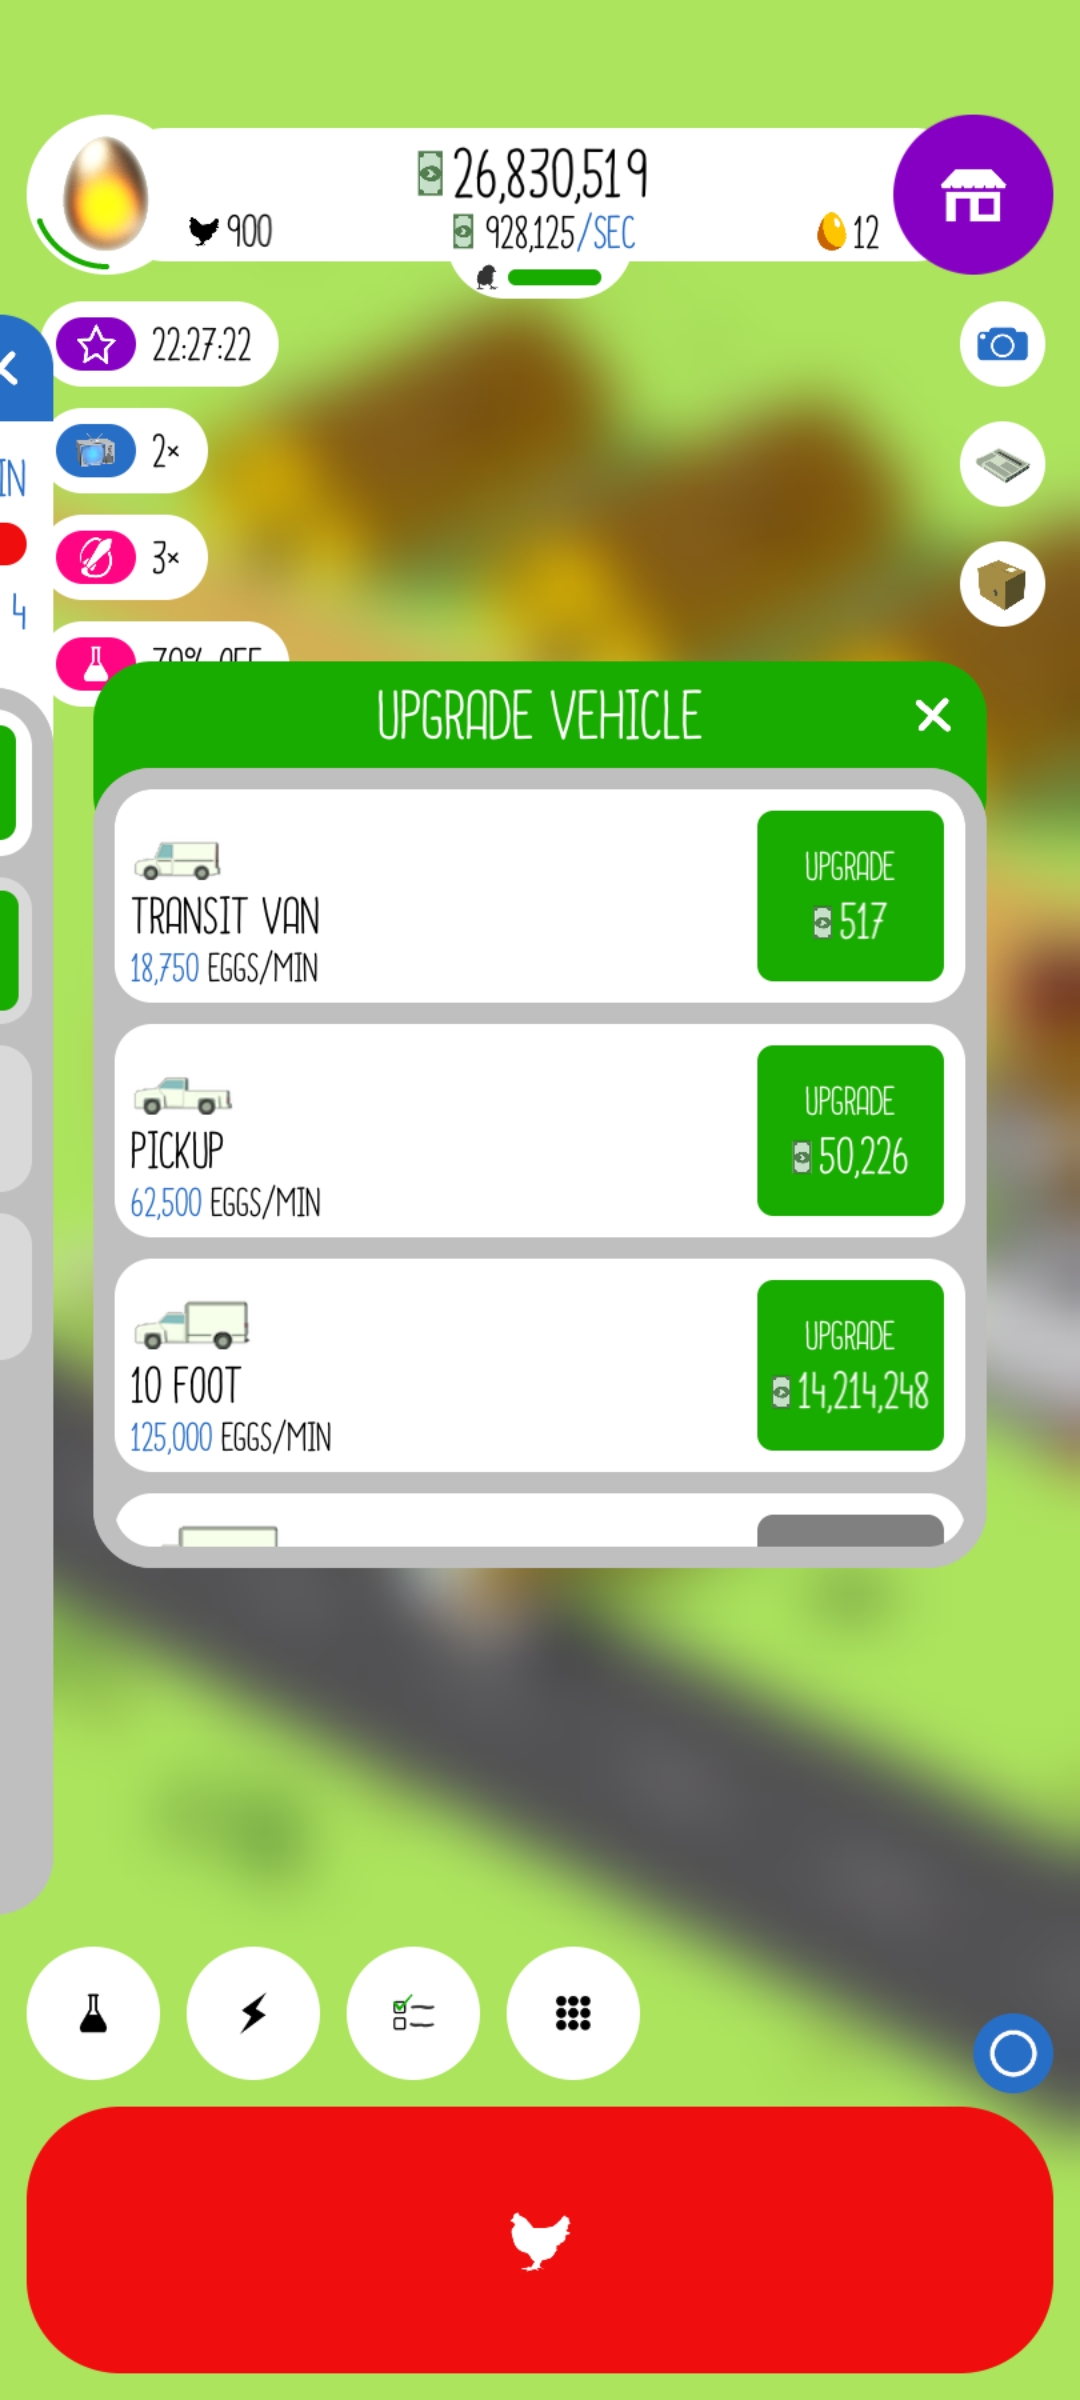 26,830,519
900
928,125/SEC
12
22:27:22
2×
IN
3×
4
70% OFF
UPGRADE VEHICLE
TRANSIT VAN
18,750 EGGS/MIN
UPGRADE
517
PICKUP
62,500 EGGS/MIN
UPGRADE
50,226
10 FOOT
125,000 EGGS/MIN
UPGRADE
14,214,248